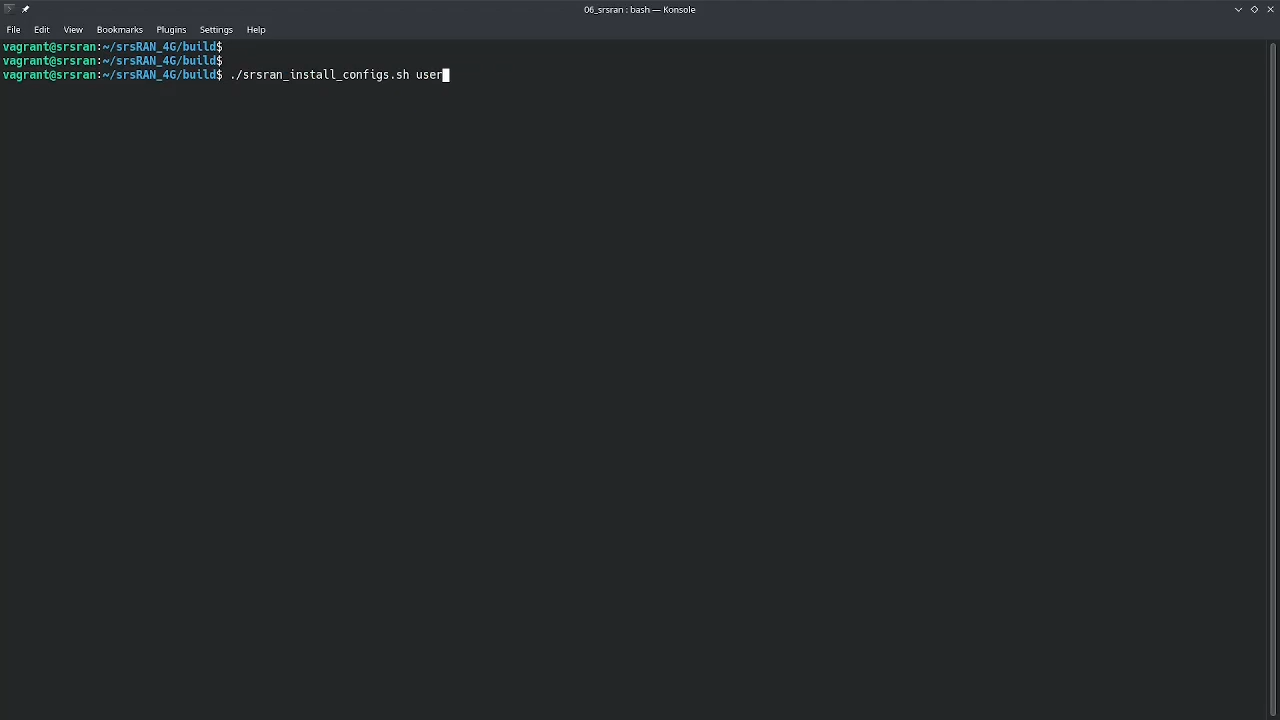 06_srsran : bash — Konsole
File Edit View Bookmarks Plugins Settings Help
vagrant@srsran:~/srsRAN_4G/build$
vagrant@srsran:~/srsRAN_4G/build$
vagrant@srsran:~/srsRAN_4G/build$ ./srsran_install_configs.sh user